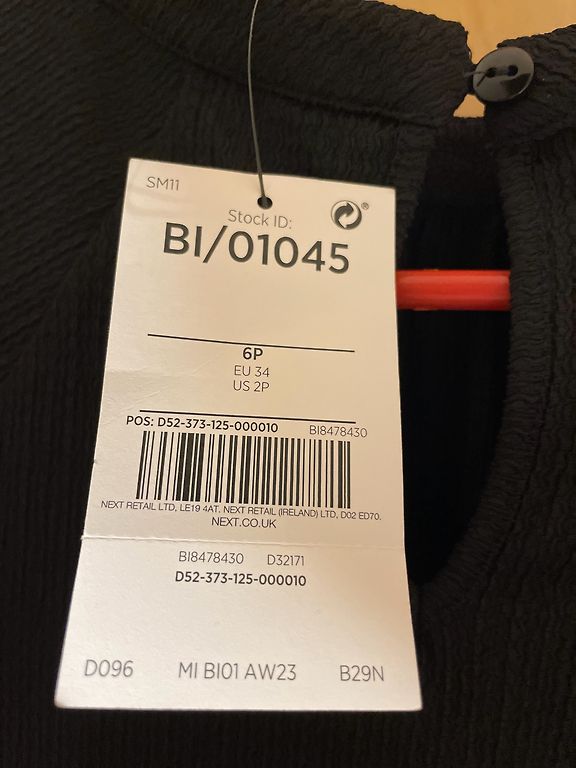 SM11
®
Stock ID:
BI/01045
6P
EU 34
US 2P
POS: D52-373-125-000010 BI8478430
NEXT RETAIL LTD, LE19 4AT. NEXT RETAIL (IRELAND) LTD, D02 ED70.
NEXT.CO.UK
BI8478430 D32171
D52-373-125-000010
D096 MI BI01 AW23 B29N